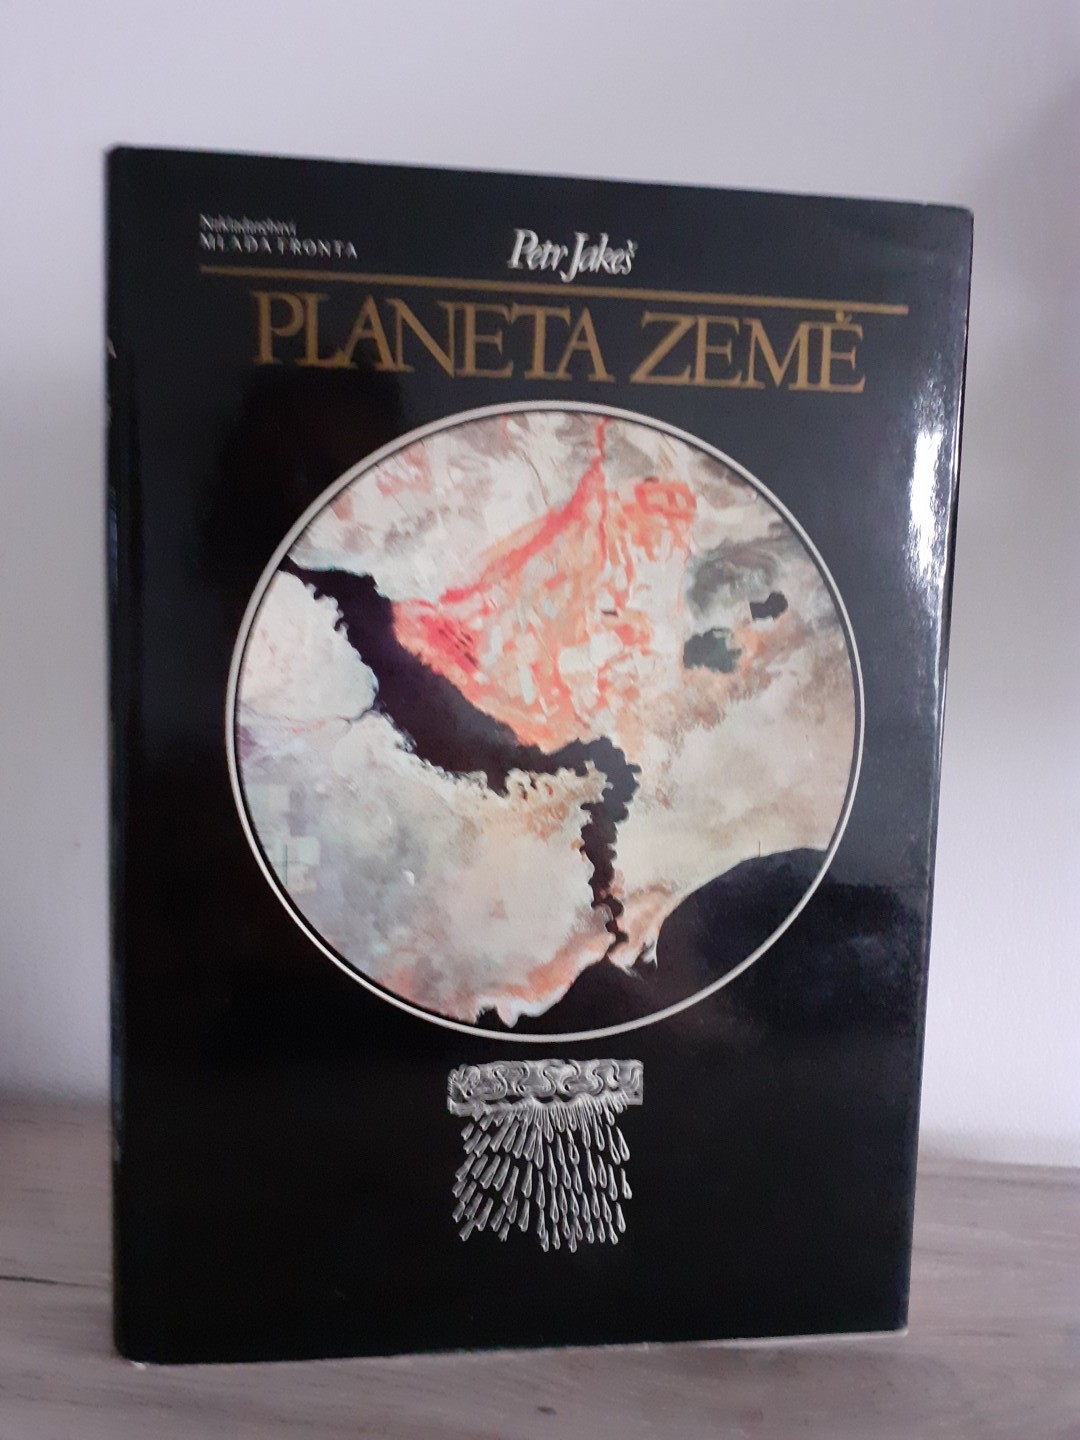 Nakladatelství
MLADÁ FRONTA
Petr Jakeš
PLANETA ZEMĚ